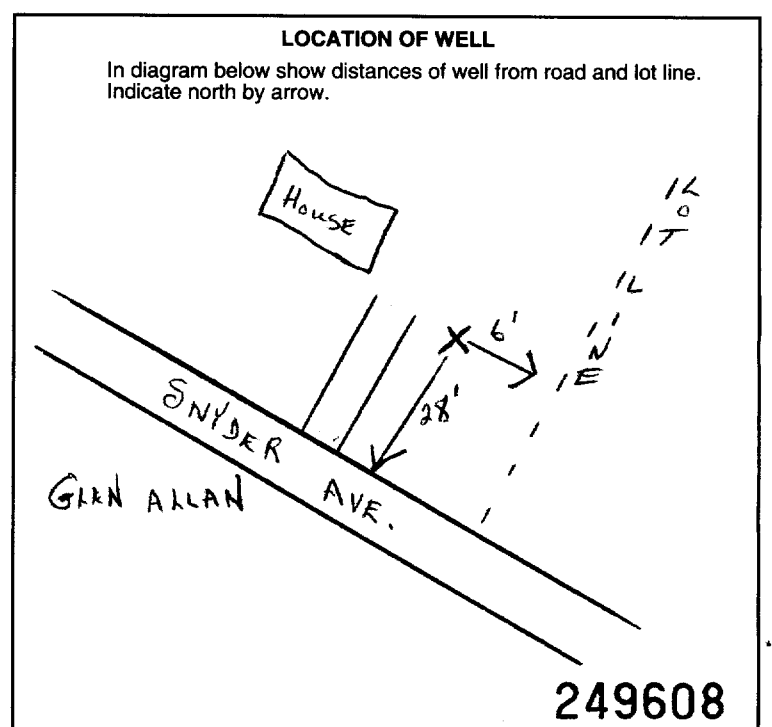 LOCATION OF WELL
In diagram below show distances of well from road and lot line.
Indicate north by arrow.
HOUSE
LOT LINE
6'
28'
SNYDER AVE.
GLEN ALLAN
249608